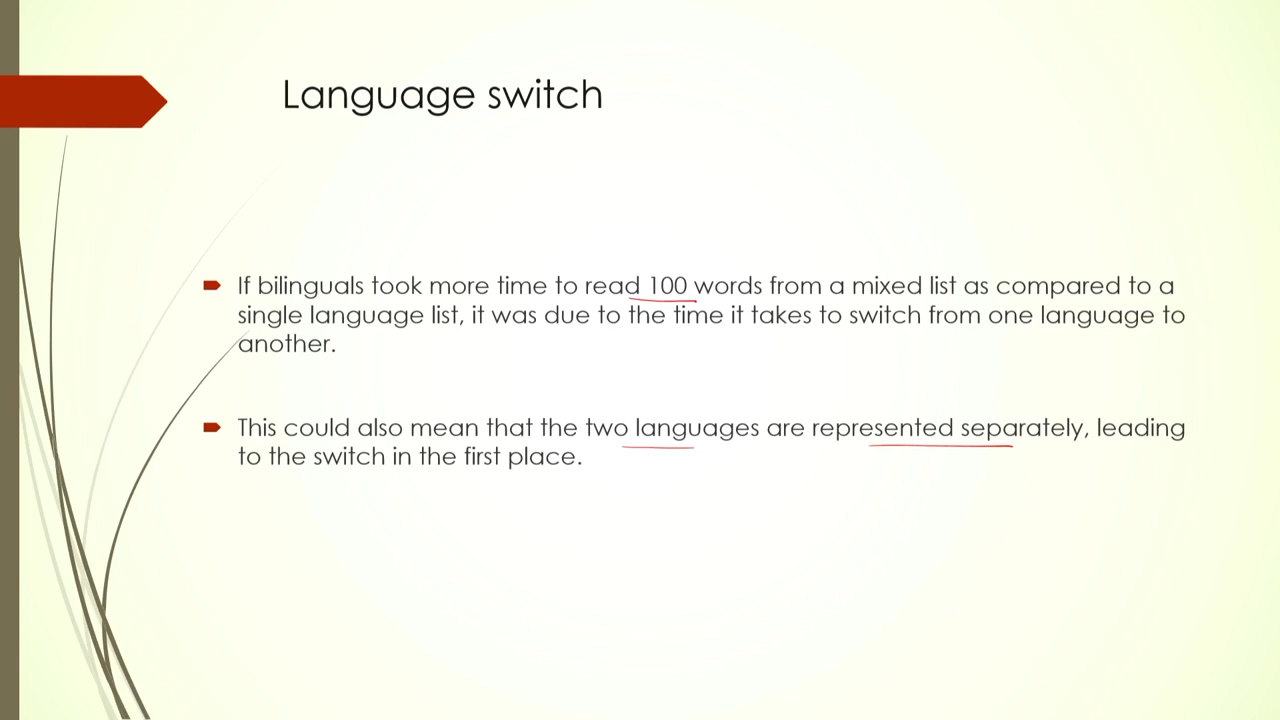 Language switch
If bilinguals took more time to read 100 words from a mixed list as compared to a
single language list, it was due to the time it takes to switch from one language to
another.
This could also mean that the two languages are represented separately, leading
to the switch in the first place.